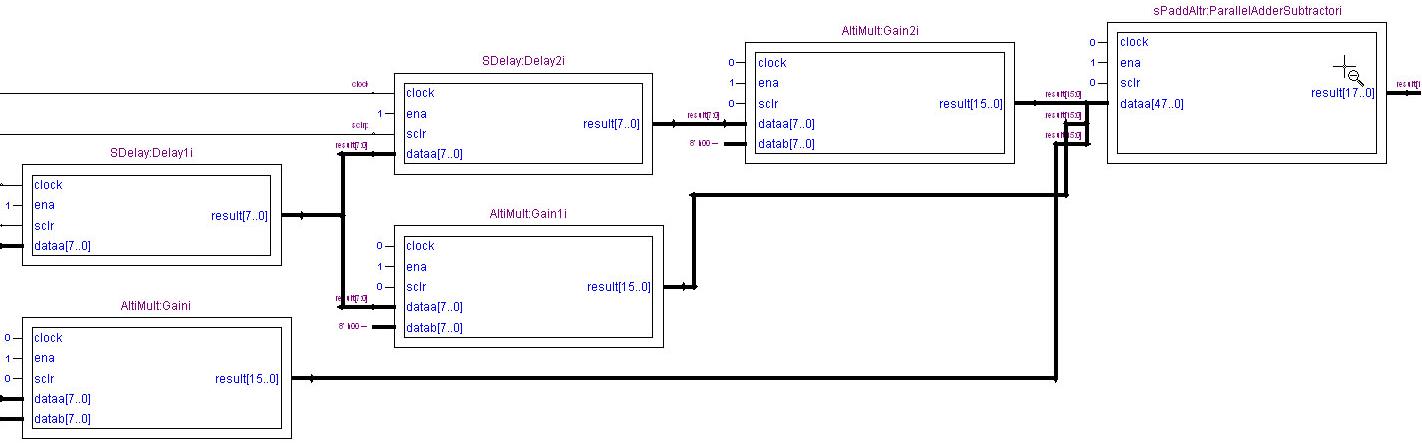 sPaddAltr:ParallelAdderSubtractori
0 clock
1 ena
0 sclr
dataa[47..0]
result[17..0]
AltiMult:Gain2i
0 clock
1 ena
0 sclr
dataa[7..0]
datab[7..0]
result[15..0]
result[7:0]
8' h00
result[15:0]
result[15:0]
result[15:0]
SDelay:Delay2i
clock
1 ena
sclr
dataa[7..0]
result[7..0]
clock
sclrp
result[7:0]
SDelay:Delay1i
clock
1 ena
sclr
dataa[7..0]
result[7..0]
AltiMult:Gain1i
0 clock
1 ena
0 sclr
dataa[7..0]
datab[7..0]
result[15..0]
result[7:0]
8' h00
AltiMult:Gaini
0 clock
1 ena
0 sclr
dataa[7..0]
datab[7..0]
result[15..0]